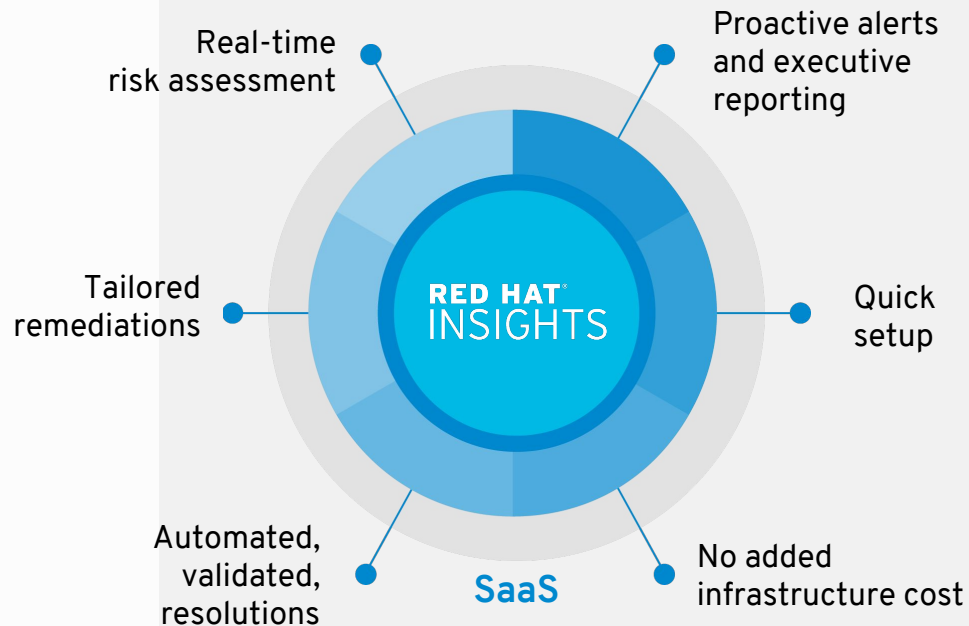 Real-time
risk assessment
Proactive alerts
and executive
reporting
Tailored
remediations
RED HAT®
INSIGHTS
Quick
setup
Automated,
validated,
resolutions
SaaS
No added
infrastructure cost